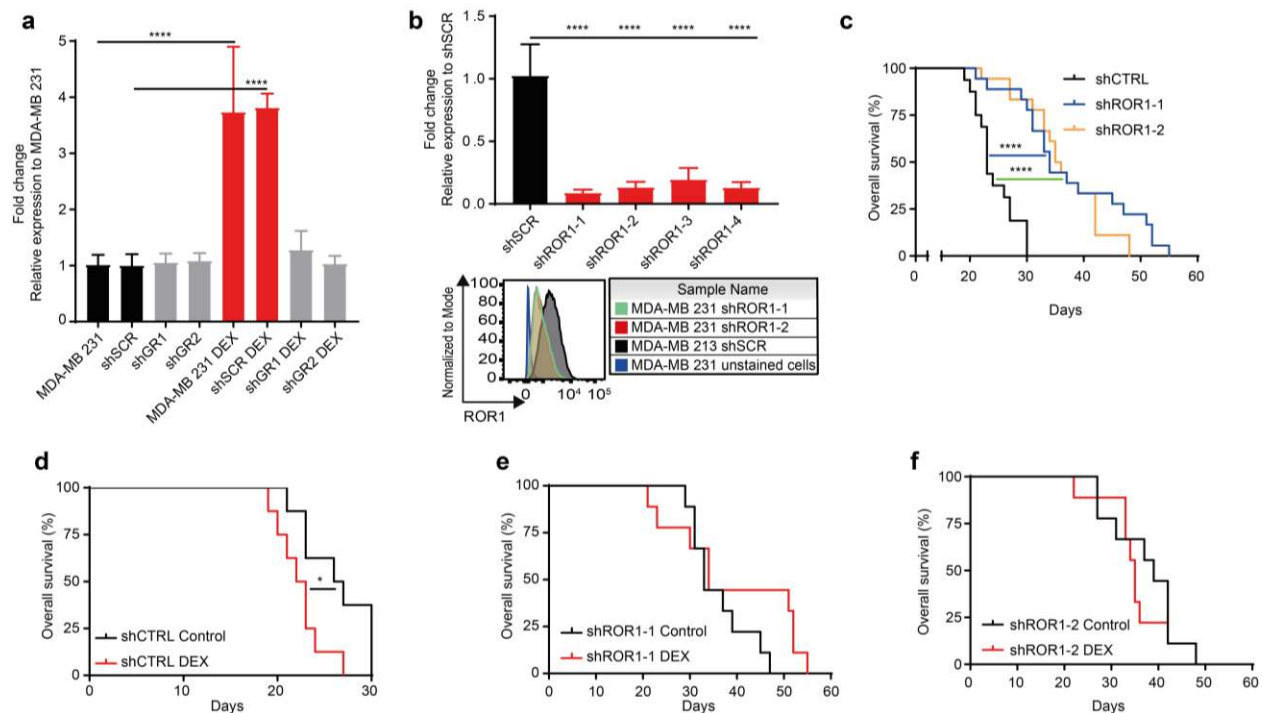 a
Fold change
Relative expression to MDA-MB 231
5
4
3
2
1
0
****
****
MDA-MB 231
shSCR
shGR1
shGR2
MDA-MB 231 DEX
shSCR DEX
shGR1 DEX
shGR2 DEX
b
Fold change
Relative expression to shSCR
1.5
1.0
0.5
0.0
**** **** **** ****
shSCR
shROR1-1
shROR1-2
shROR1-3
shROR1-4
Normalized to Mode
100
80
60
40
20
0
0 10⁴ 10⁵
ROR1
Sample Name
MDA-MB 231 shROR1-1
MDA-MB 231 shROR1-2
MDA-MB 213 shSCR
MDA-MB 231 unstained cells
c
Overall survival (%)
100
75
50
25
0
shCTRL
shROR1-1
shROR1-2
****
****
20 30 40 50 60
Days
d
Overall survival (%)
100
75
50
25
*
shCTRL Control
shCTRL DEX
0 10 20 30
Days
e
Overall survival (%)
100
75
50
25
0
shROR1-1 Control
shROR1-1 DEX
0 10 20 30 40 50 60
Days
f
Overall survival (%)
100
75
50
25
0
shROR1-2 Control
shROR1-2 DEX
0 10 20 30 40 50 60
Days